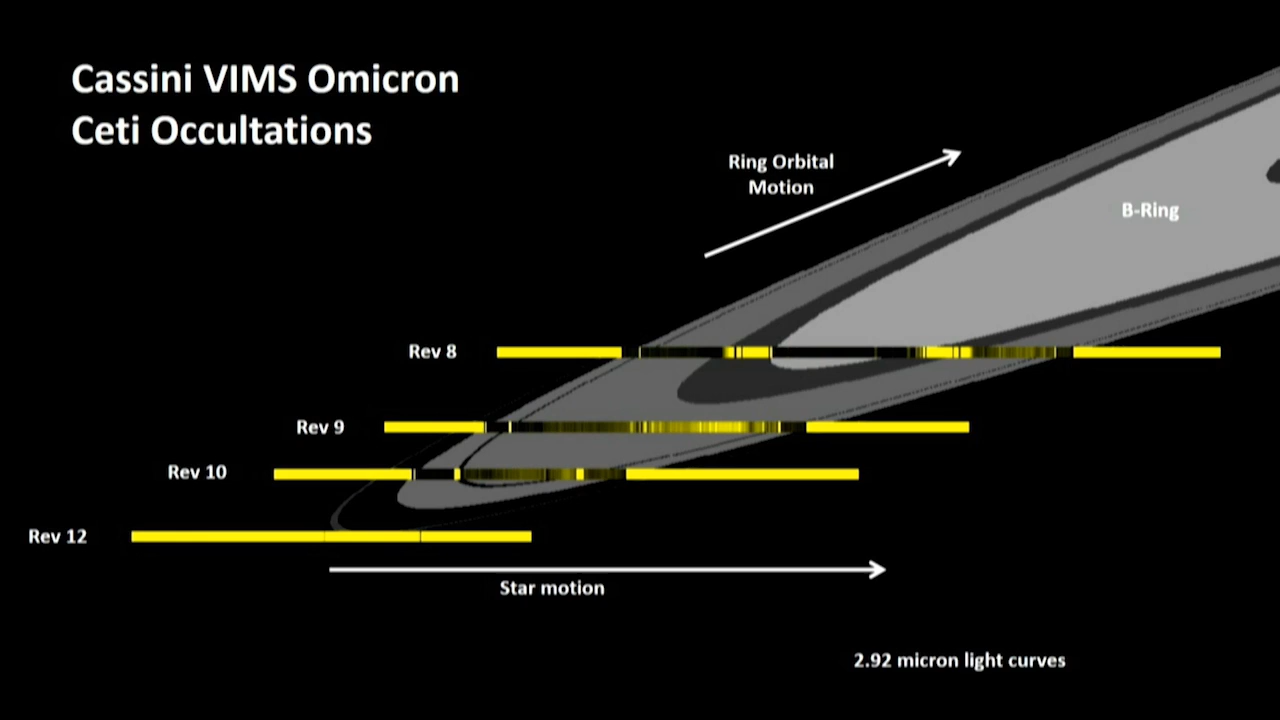 Cassini VIMS Omicron
Ceti Occultations
Ring Orbital
Motion
B-Ring
Rev 8
Rev 9
Rev 10
Rev 12
Star motion
2.92 micron light curves